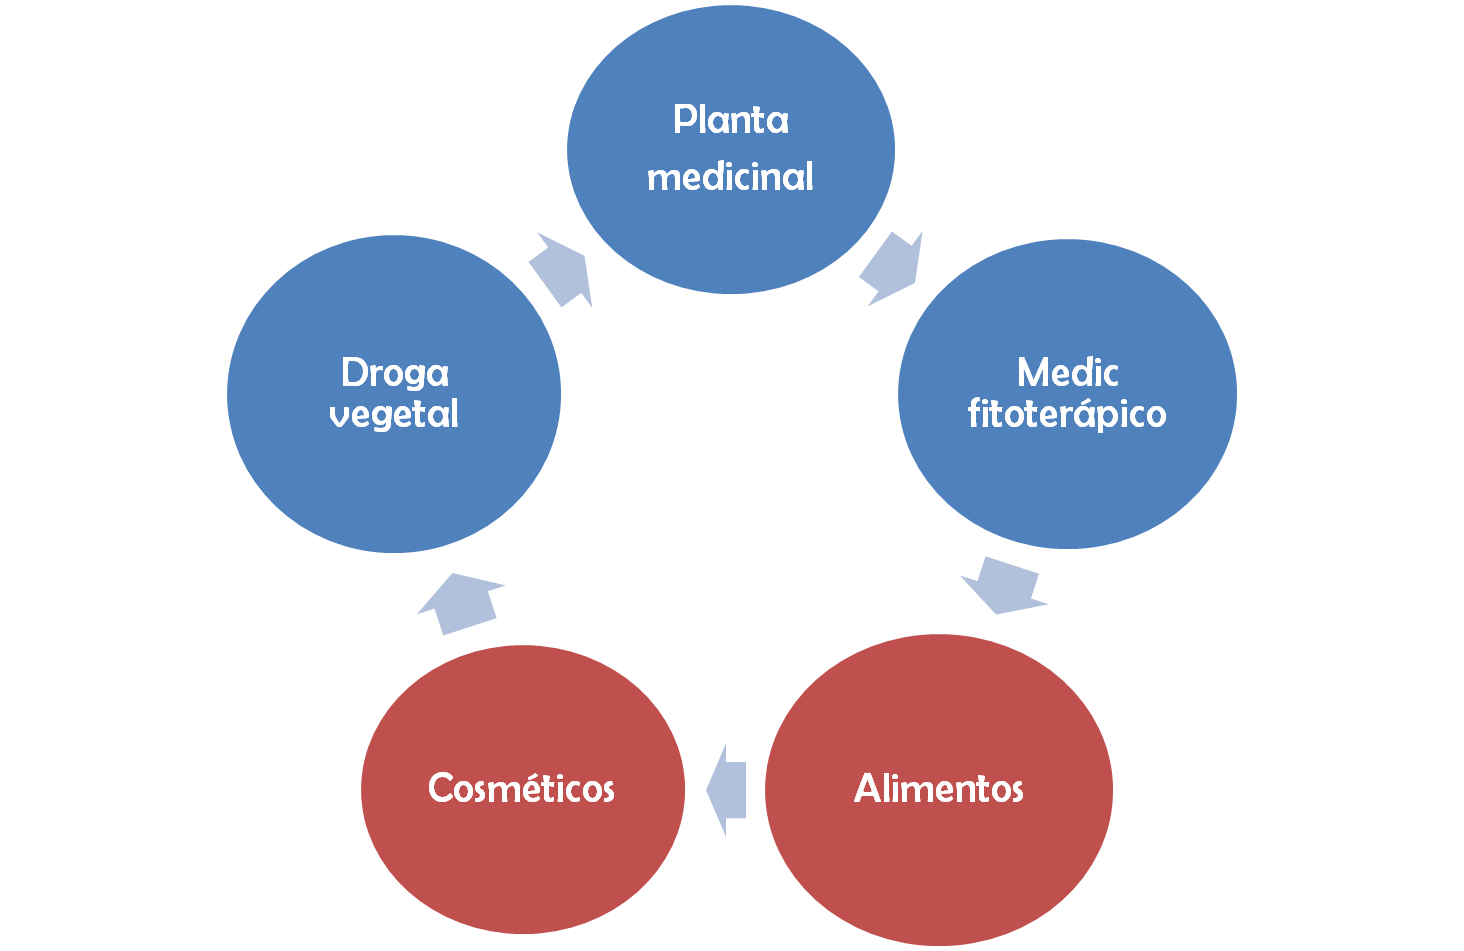 Planta
medicinal
Medic
fitoterápico
Alimentos
Cosméticos
Droga
vegetal